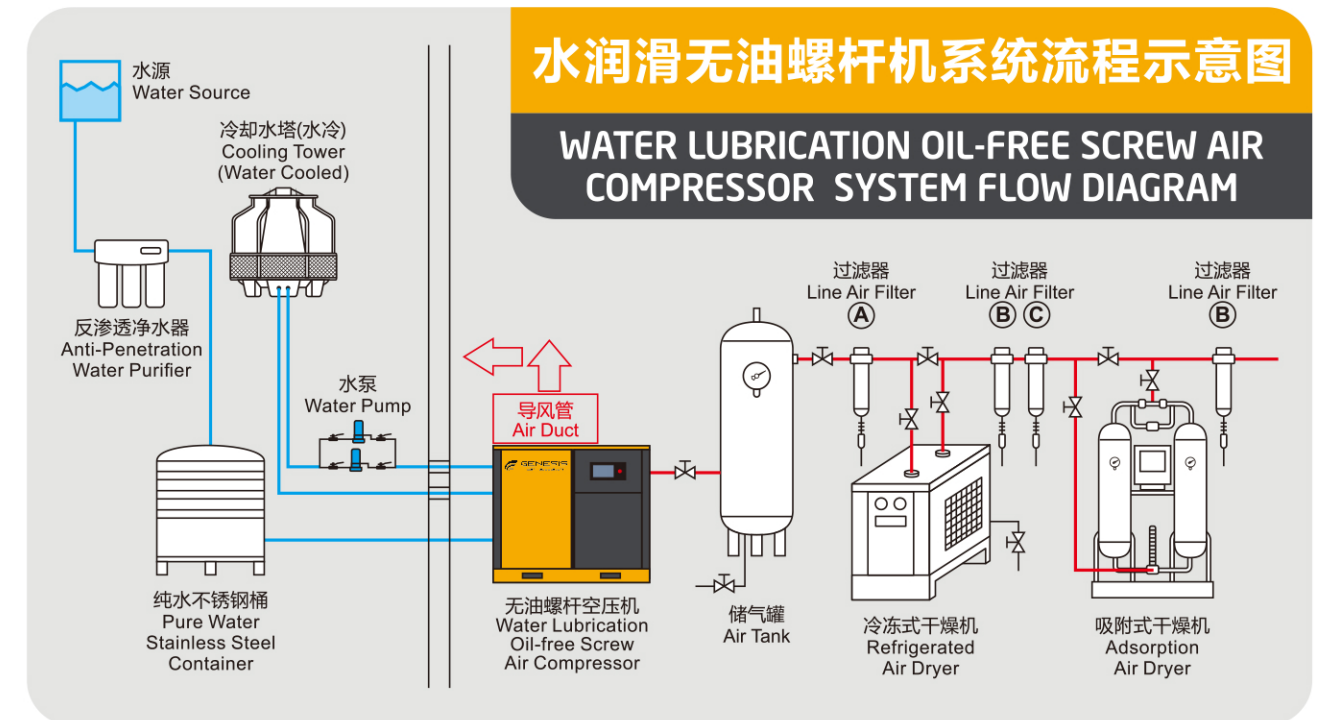 水润滑无油螺杆机系统流程示意图
WATER LUBRICATION OIL-FREE SCREW AIR
COMPRESSOR SYSTEM FLOW DIAGRAM
水源
Water Source
冷却水塔(水冷)
Cooling Tower
(Water Cooled)
反渗透净水器
Anti-Penetration
Water Purifier
水泵
Water Pump
导风管
Air Duct
过滤器
Line Air Filter
A
过滤器
Line Air Filter
B C
过滤器
Line Air Filter
B
GENESIS
纯水不锈钢桶
Pure Water
Stainless Steel
Container
无油螺杆空压机
Water Lubrication
Oil-free Screw
Air Compressor
储气罐
Air Tank
冷冻式干燥机
Refrigerated
Air Dryer
吸附式干燥机
Adsorption
Air Dryer